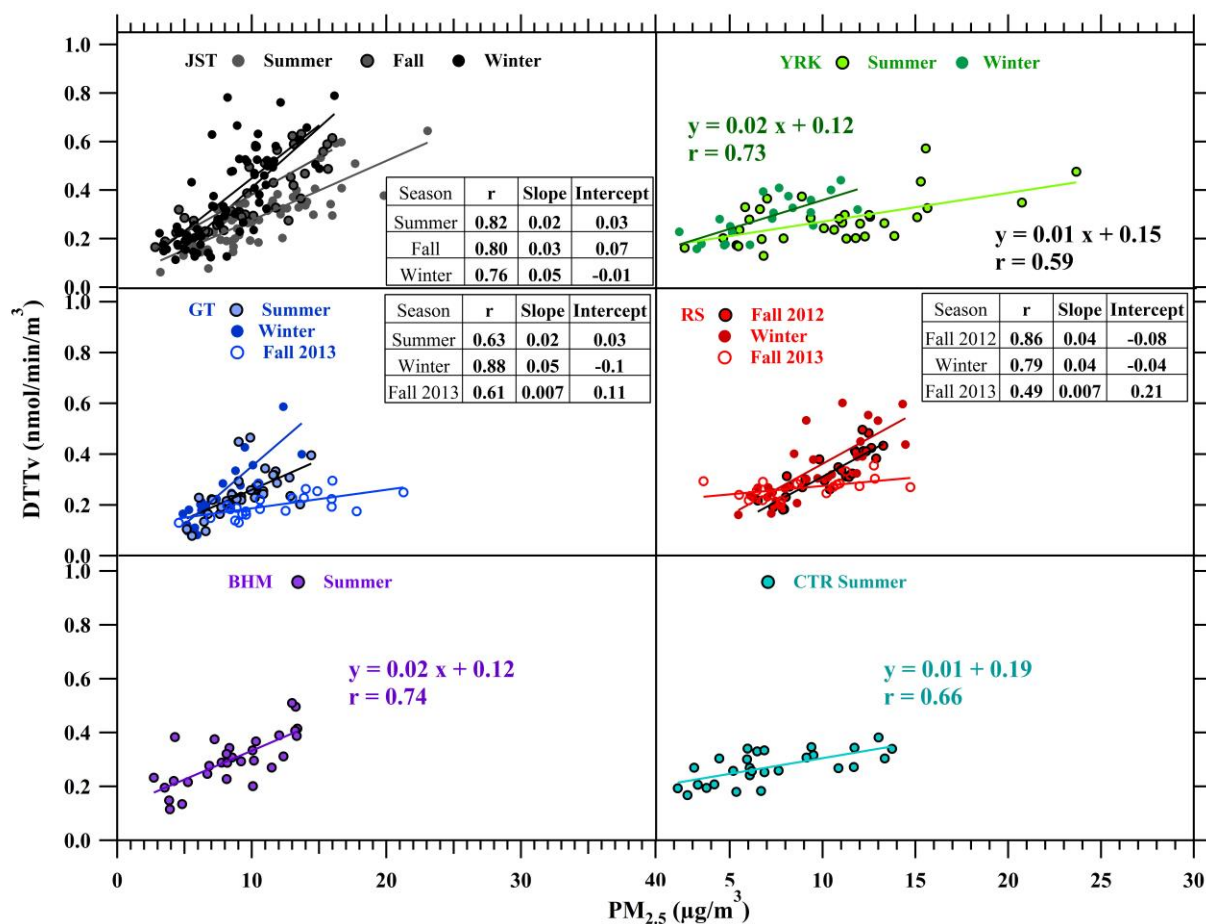 JST Summer Fall Winter
Season r Slope Intercept
Summer 0.82 0.02 0.03
Fall 0.80 0.03 0.07
Winter 0.76 0.05 -0.01
YRK Summer Winter
y = 0.02 x + 0.12
r = 0.73
y = 0.01 x + 0.15
r = 0.59
1.0
0.8
0.6
0.4
0.2
0.0
GT Summer
Winter
Fall 2013
Season r Slope Intercept
Summer 0.63 0.02 0.03
Winter 0.88 0.05 -0.1
Fall 2013 0.61 0.007 0.11
RS Fall 2012
Winter
Fall 2013
Season r Slope Intercept
Fall 2012 0.86 0.04 -0.08
Winter 0.79 0.04 -0.04
Fall 2013 0.49 0.007 0.21
1.0
0.8
0.6
0.4
0.2
0.0
DTTv (nmol/min/m³)
BHM Summer
y = 0.02 x + 0.12
r = 0.74
CTR Summer
y = 0.01 + 0.19
r = 0.66
1.0
0.8
0.6
0.4
0.2
0.0
0 10 20 30 40 5 10 15 20 25 30
PM2.5 (µg/m³)